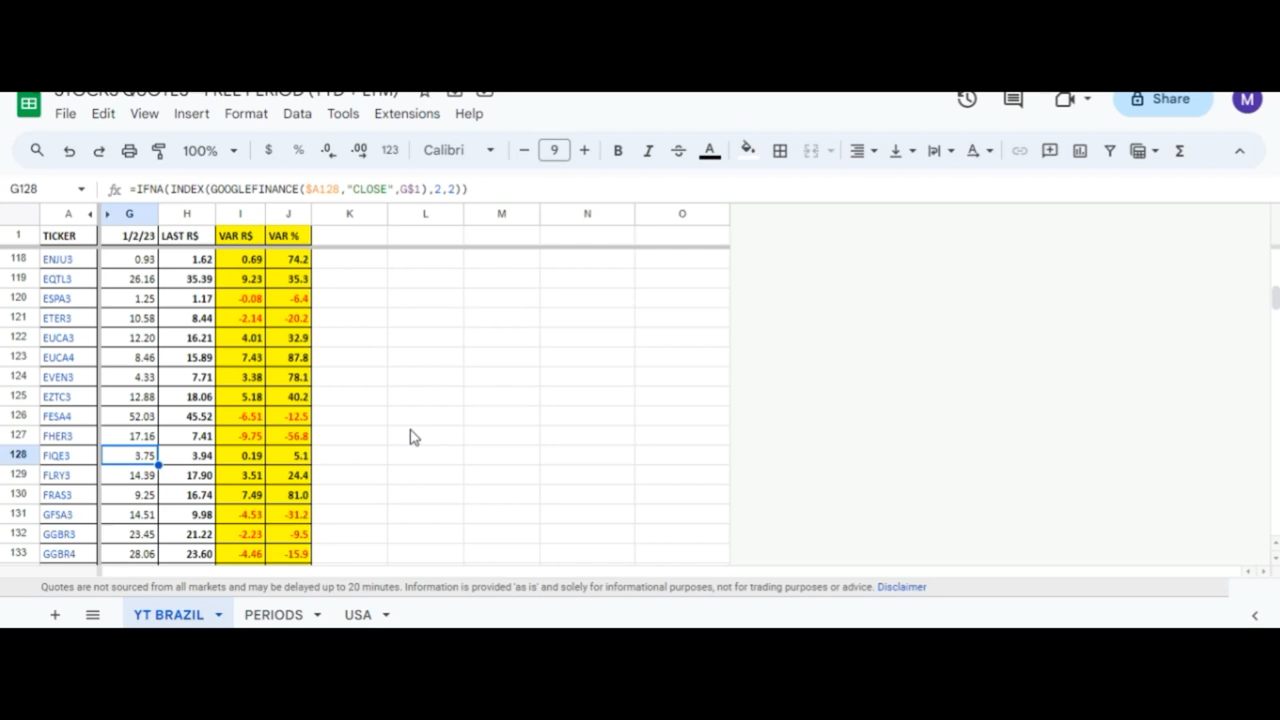 STOCKS QUOTES - FREE PERIOD (YTD + LTM)
File Edit View Insert Format Data Tools Extensions Help
Share M
100% $ % .0 .00 123 Calibri − 9 + B I A Σ
G128 fx =IFNA(INDEX(GOOGLEFINANCE($A128,"CLOSE",G$1),2,2))
A G H I J K L M N O
1 TICKER 1/2/23 LAST R$ VAR R$ VAR %
118 ENJU3 0.93 1.62 0.69 74.2
119 EQTL3 26.16 35.39 9.23 35.3
120 ESPA3 1.25 1.17 -0.08 -6.4
121 ETER3 10.58 8.44 -2.14 -20.2
122 EUCA3 12.20 16.21 4.01 32.9
123 EUCA4 8.46 15.89 7.43 87.8
124 EVEN3 4.33 7.71 3.38 78.1
125 EZTC3 12.88 18.06 5.18 40.2
126 FESA4 52.03 45.52 -6.51 -12.5
127 FHER3 17.16 7.41 -9.75 -56.8
128 FIQE3 3.75 3.94 0.19 5.1
129 FLRY3 14.39 17.90 3.51 24.4
130 FRAS3 9.25 16.74 7.49 81.0
131 GFSA3 14.51 9.98 -4.53 -31.2
132 GGBR3 23.45 21.22 -2.23 -9.5
133 GGBR4 28.06 23.60 -4.46 -15.9
Quotes are not sourced from all markets and may be delayed up to 20 minutes. Information is provided 'as is' and solely for informational purposes, not for trading purposes or advice. Disclaimer
+ YT BRAZIL PERIODS USA